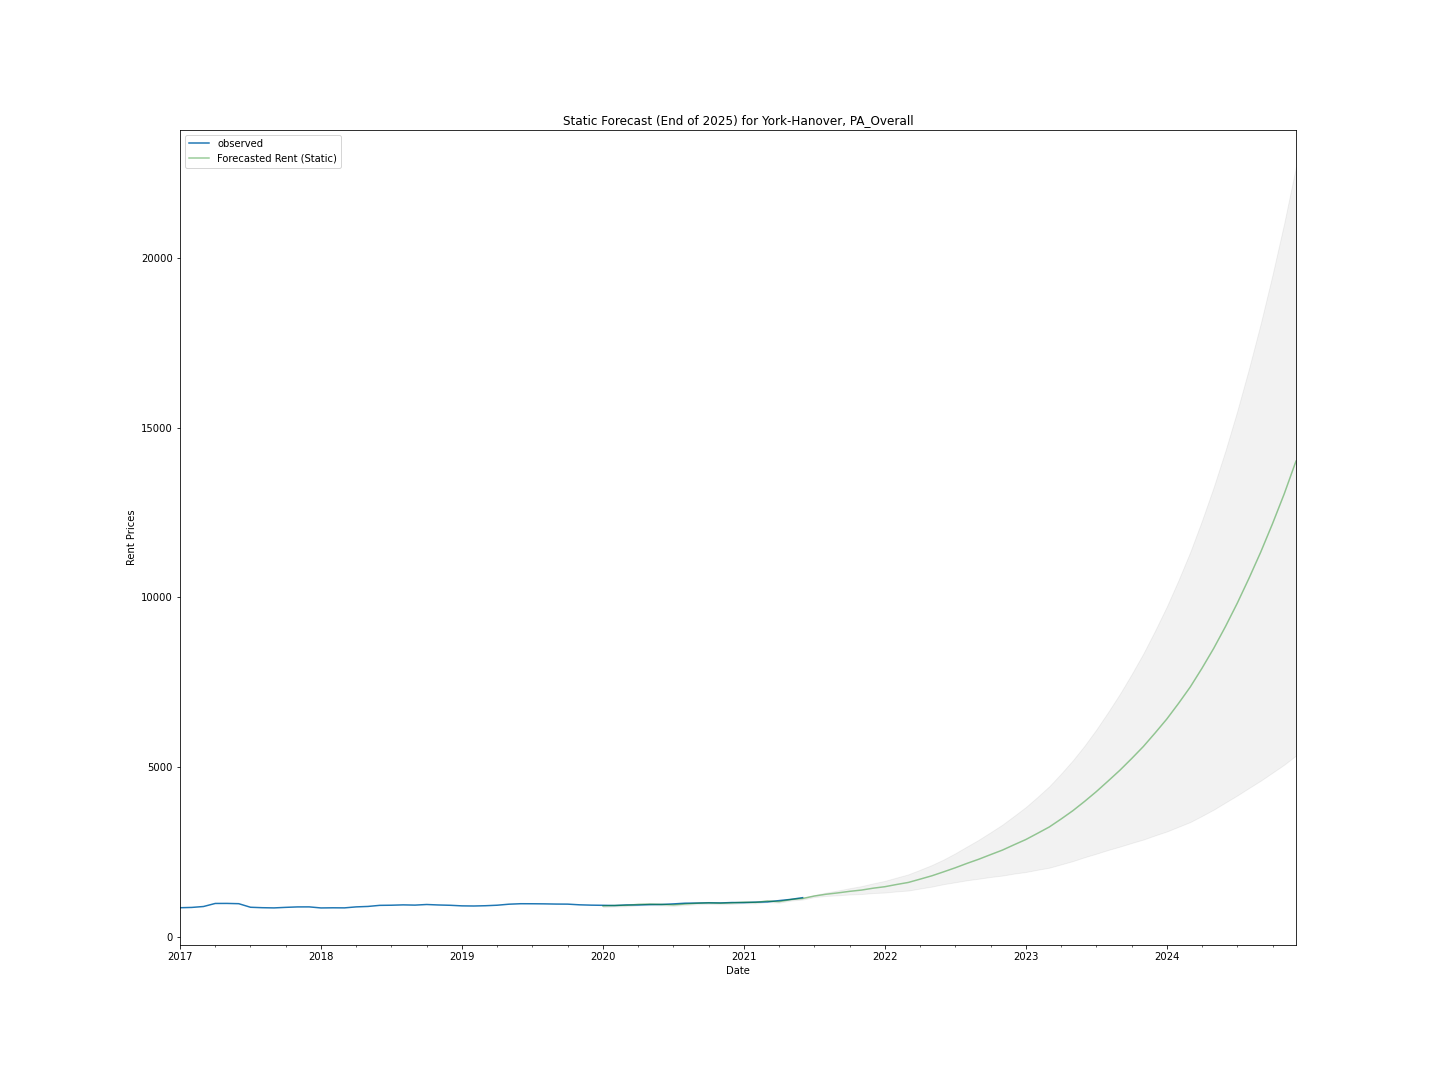 Static Forecast (End of 2025) for York-Hanover, PA_Overall
observed
Forecasted Rent (Static)
20000
15000
10000
5000
0
Rent Prices
2017 2018 2019 2020 2021 2022 2023 2024
Date